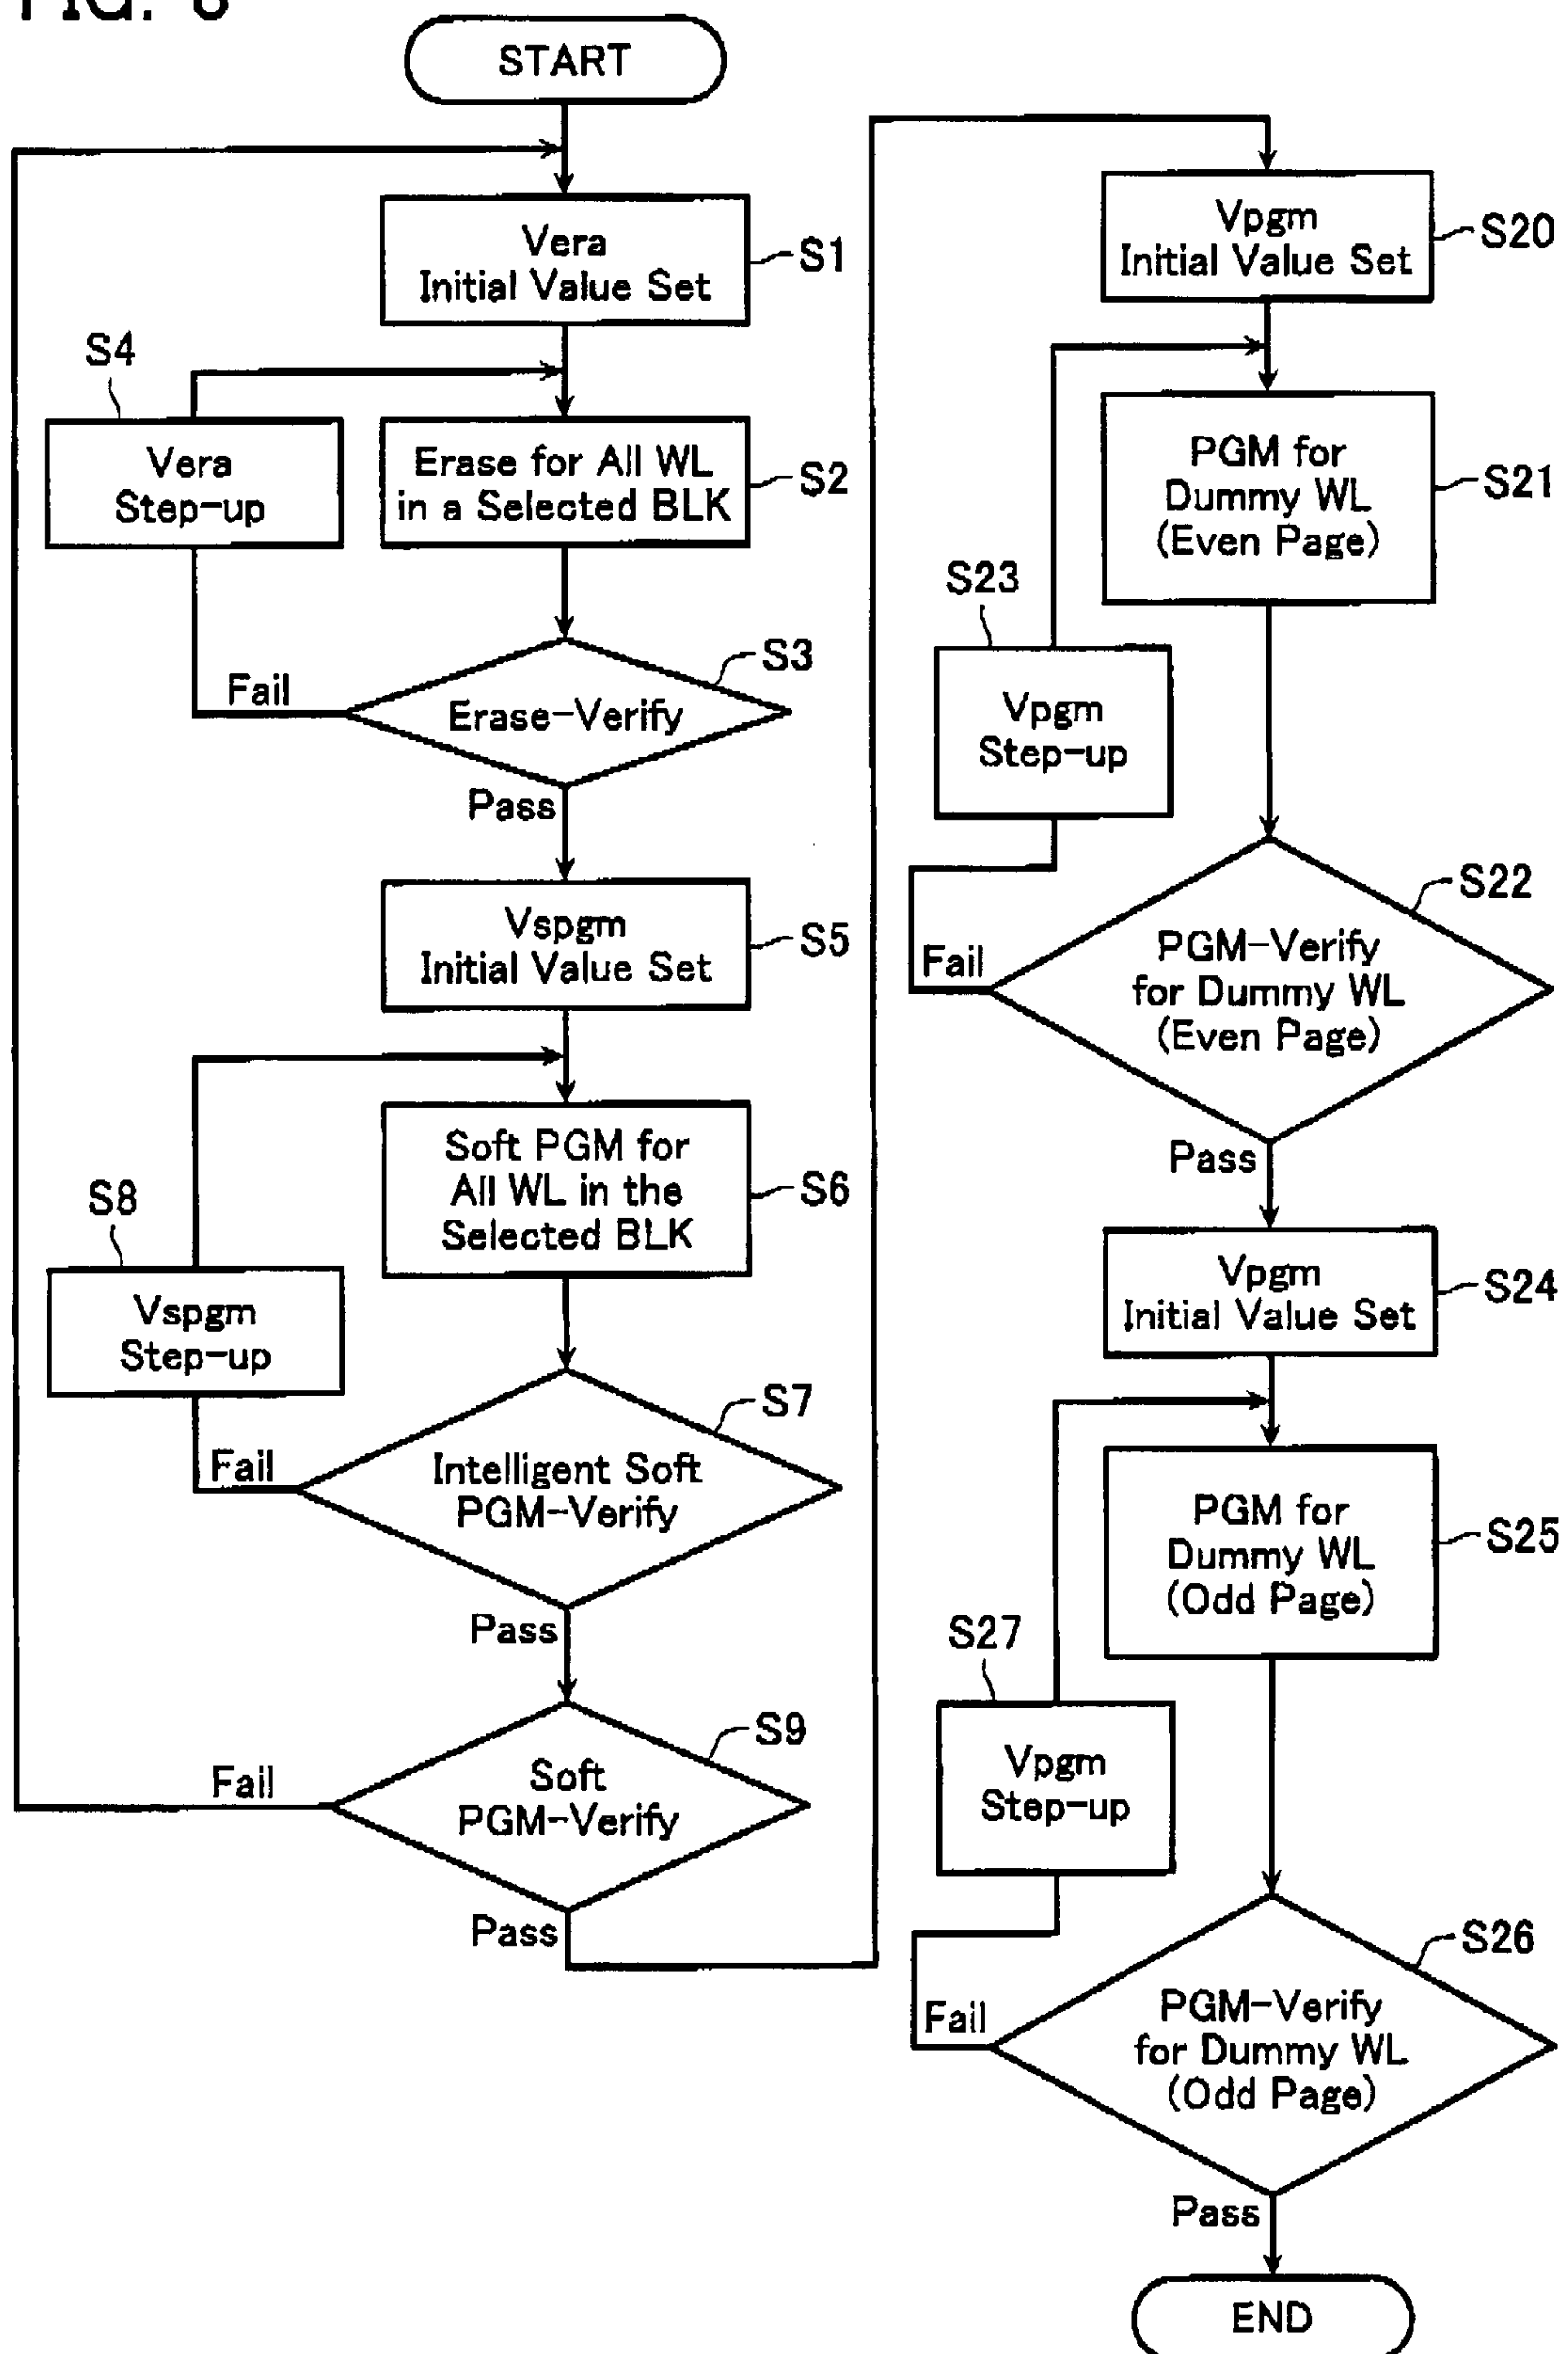 START
Vera
Initial Value Set
S1
S4
Vera
Step-up
Erase for All WL
in a Selected BLK
S2
S3
Fail
Erase-Verify
Pass
Vspgm
Initial Value Set
S5
Soft PGM for
All WL in the
Selected BLK
S6
S8
Vspgm
Step-up
S7
Fail
Intelligent Soft
PGM-Verify
Pass
S9
Fail
Soft
PGM-Verify
Pass
Vpgm
Initial Value Set
S20
PGM for
Dummy WL
(Even Page)
S21
S23
Vpgm
Step-up
S22
Fail
PGM-Verify
for Dummy WL
(Even Page)
Pass
Vpgm
Initial Value Set
S24
PGM for
Dummy WL
(Odd Page)
S25
S27
Vpgm
Step-up
S26
Fail
PGM-Verify
for Dummy WL
(Odd Page)
Pass
END